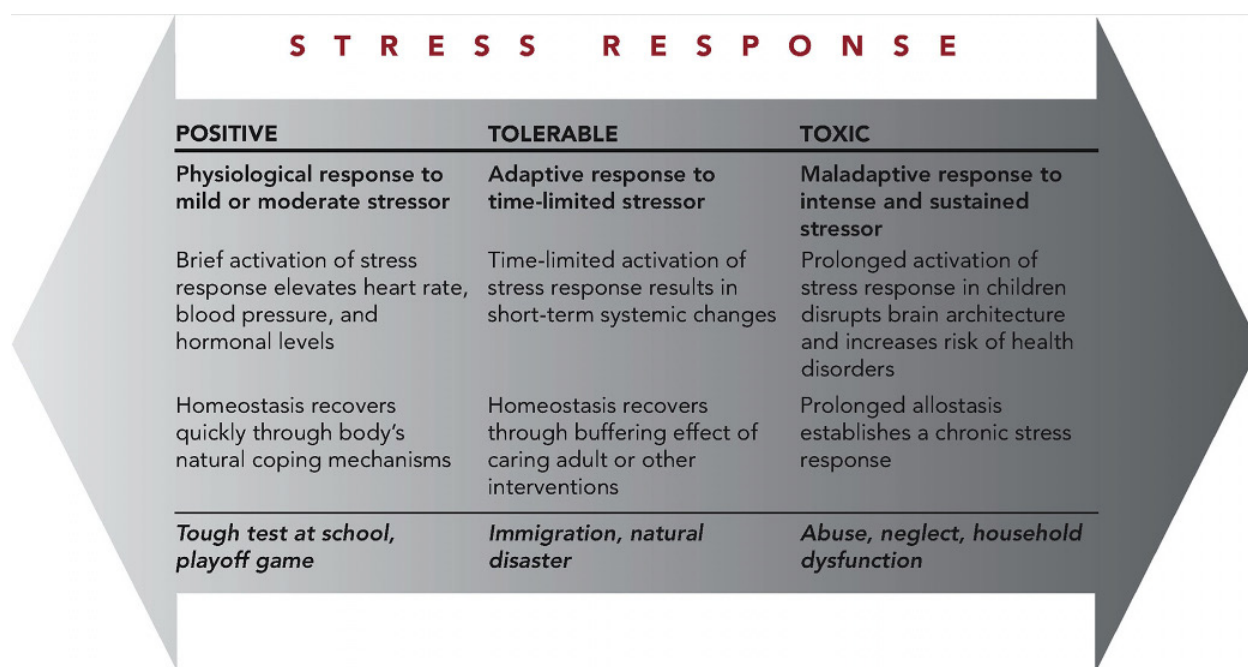 STRESS RESPONSE
POSITIVE
Physiological response to
mild or moderate stressor
Brief activation of stress
response elevates heart rate,
blood pressure, and
hormonal levels
Homeostasis recovers
quickly through body's
natural coping mechanisms
Tough test at school,
playoff game
TOLERABLE
Adaptive response to
time-limited stressor
Time-limited activation of
stress response results in
short-term systemic changes
Homeostasis recovers
through buffering effect of
caring adult or other
interventions
Immigration, natural
disaster
TOXIC
Maladaptive response to
intense and sustained
stressor
Prolonged activation of
stress response in children
disrupts brain architecture
and increases risk of health
disorders
Prolonged allostasis
establishes a chronic stress
response
Abuse, neglect, household
dysfunction